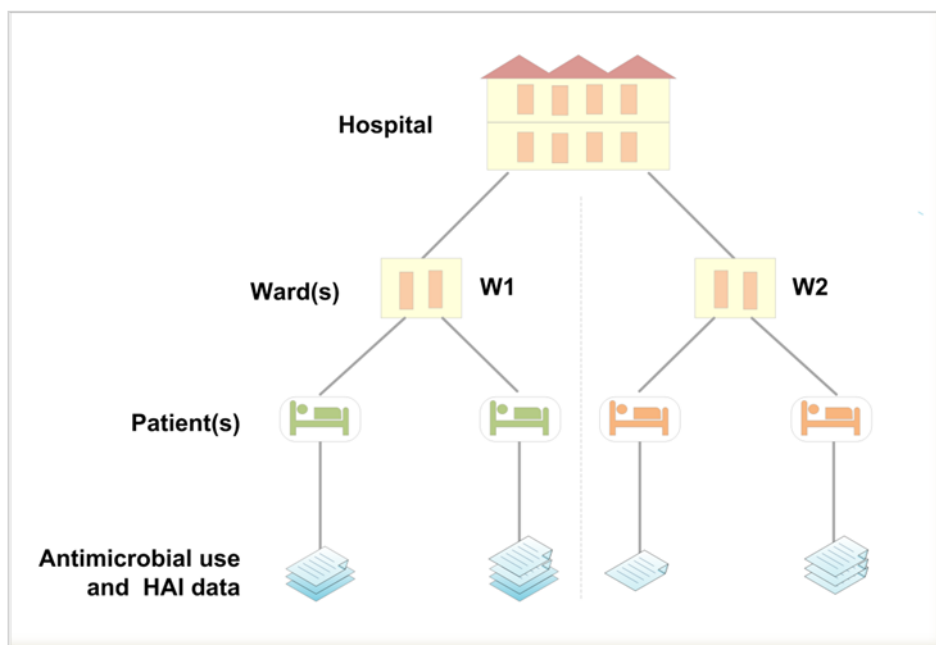 Hospital
Ward(s)
W1
W2
Patient(s)
Antimicrobial use
and HAI data